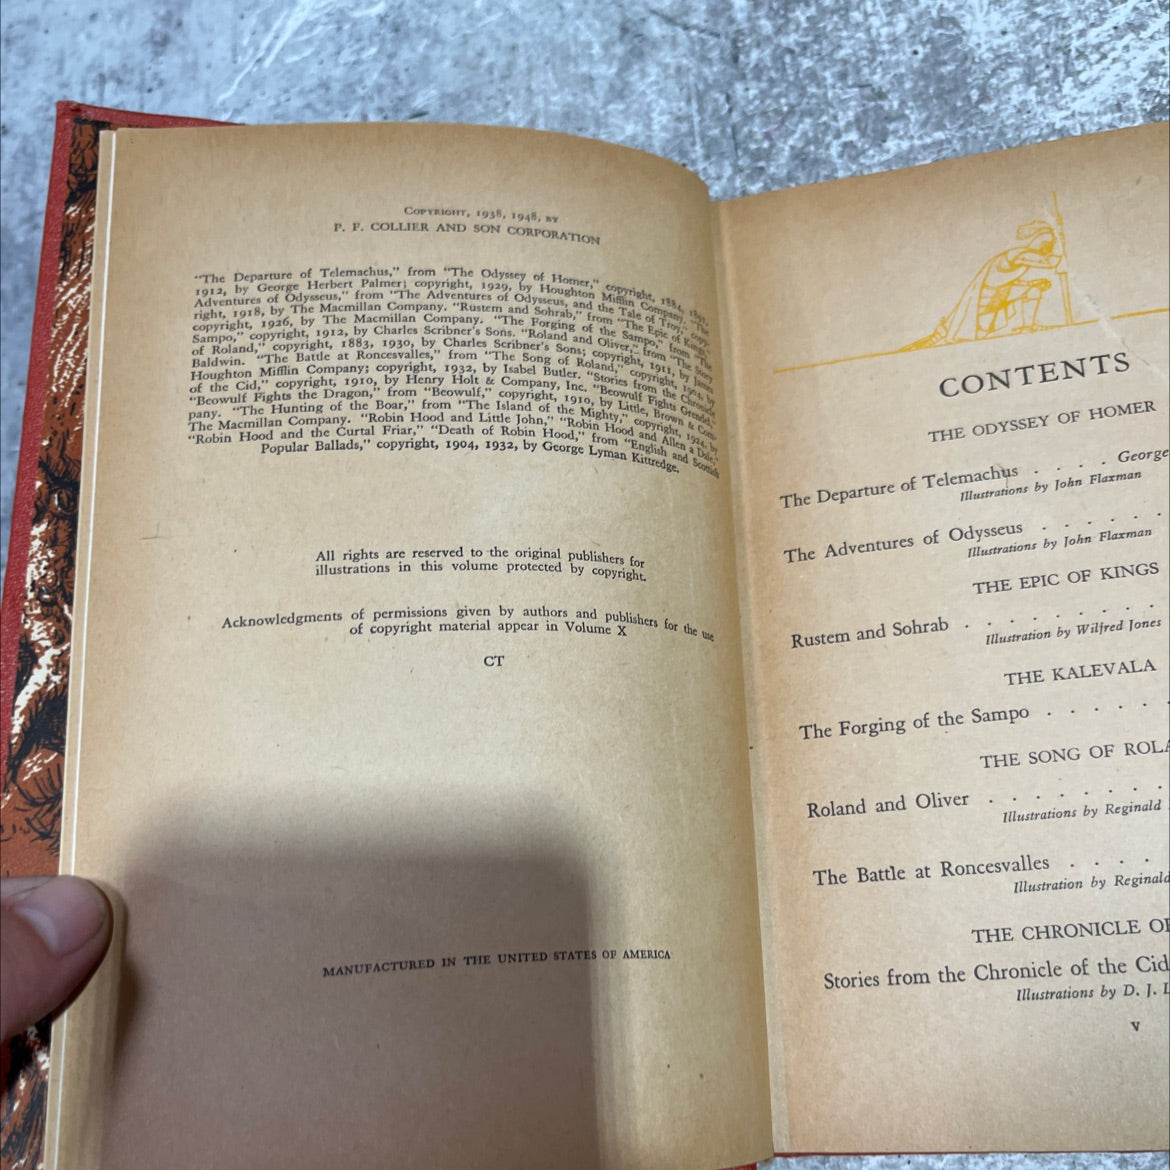 COPYRIGHT, 1938, 1948, BY
P. F. COLLIER AND SON CORPORATION
"The Departure of Telemachus," from "The Odyssey of Homer," copyright, 1884, 1891,
1912, by George Herbert Palmer; copyright, 1929, by Houghton Mifflin Company. "The
Adventures of Odysseus," from "The Adventures of Odysseus, and the Tale of Troy," copy-
right, 1918, by The Macmillan Company. "Rustem and Sohrab," from "The Epic of Kings,"
copyright, 1926, by The Macmillan Company. "The Forging of the Sampo," from "The
Sampo," copyright, 1912, by Charles Scribner's Sons. "Roland and Oliver," from "The Story
of Roland," copyright, 1883, 1930, by Charles Scribner's Sons; copyright, 1911, by James
Baldwin. "The Battle at Roncesvalles," from "The Song of Roland," copyright, 1904, by
Houghton Mifflin Company; copyright, 1932, by Isabel Butler. "Stories from the Chronicle
of the Cid," copyright, 1910, by Henry Holt & Company, Inc. "Beowulf Fights Grendel,"
"Beowulf Fights the Dragon," from "Beowulf," copyright, 1910, by Little, Brown & Com-
pany. "The Hunting of the Boar," from "The Island of the Mighty," copyright, 1924, by
The Macmillan Company. "Robin Hood and Little John," "Robin Hood and Allen a Dale,"
"Robin Hood and the Curtal Friar," "Death of Robin Hood," from "English and Scottish
Popular Ballads," copyright, 1904, 1932, by George Lyman Kittredge.
All rights are reserved to the original publishers for
illustrations in this volume protected by copyright.
Acknowledgments of permissions given by authors and publishers for the use
of copyright material appear in Volume X
CT
MANUFACTURED IN THE UNITED STATES OF AMERICA
CONTENTS
THE ODYSSEY OF HOMER
The Departure of Telemachus . . . . George
Illustrations by John Flaxman
The Adventures of Odysseus . . . . . .
Illustrations by John Flaxman
THE EPIC OF KINGS
Rustem and Sohrab . . . . . . . .
Illustration by Wilfred Jones
THE KALEVALA
The Forging of the Sampo . . . . . .
THE SONG OF ROLA
Roland and Oliver . . . . . . . .
Illustrations by Reginald
The Battle at Roncesvalles . . . .
Illustration by Reginald
THE CHRONICLE OF
Stories from the Chronicle of the Cid
Illustrations by D. J. L
v